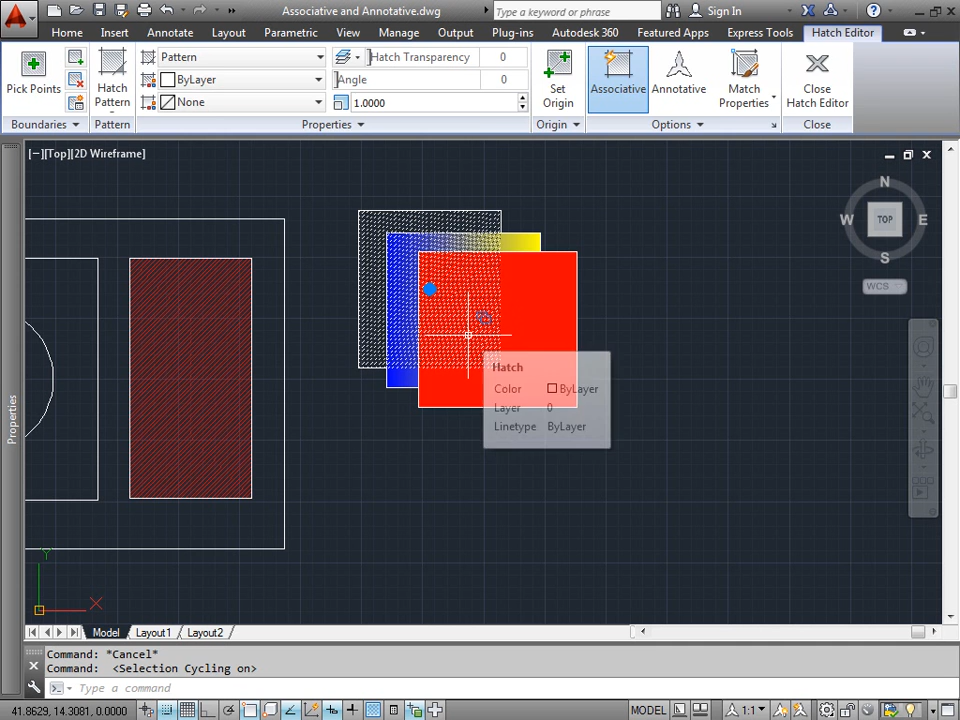 Associative and Annotative.dwg
Type a keyword or phrase
Sign In
Home
Insert
Annotate
Layout
Parametric
View
Manage
Output
Plug-ins
Autodesk 360
Featured Apps
Express Tools
Hatch Editor
Pick Points
Boundaries
Hatch
Pattern
Pattern
Pattern
ByLayer
None
Hatch Transparency
0
Angle
0
1.0000
Properties
Set
Origin
Origin
Associative
Annotative
Match
Properties
Options
Close
Hatch Editor
Close
[−][Top][2D Wireframe]
N
W
TOP
E
S
WCS
Properties
Hatch
Color
ByLayer
Layer
0
Linetype
ByLayer
Y
X
Model
Layout1
Layout2
Command: *Cancel*
Command:  <Selection Cycling on>
Type a command
41.8629, 14.3081, 0.0000
MODEL
1:1